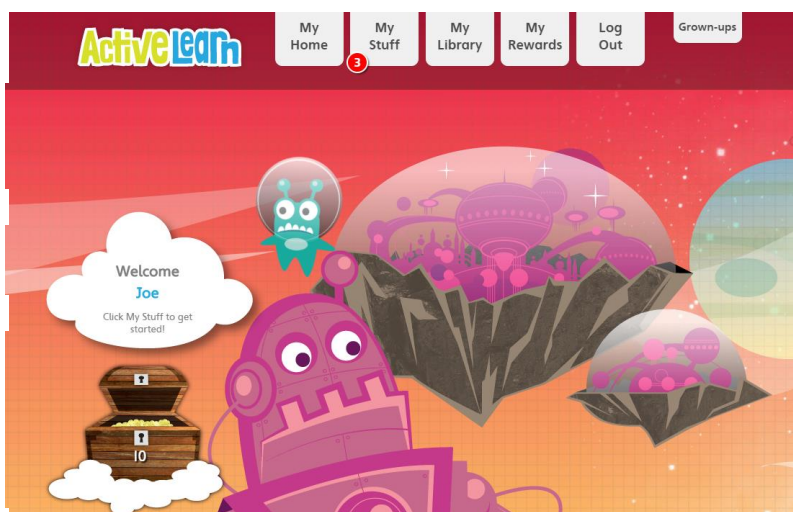 ActiveLearn
My
Home
My
Stuff
3
My
Library
My
Rewards
Log
Out
Grown-ups
Welcome
Joe
Click My Stuff to get
started!
10